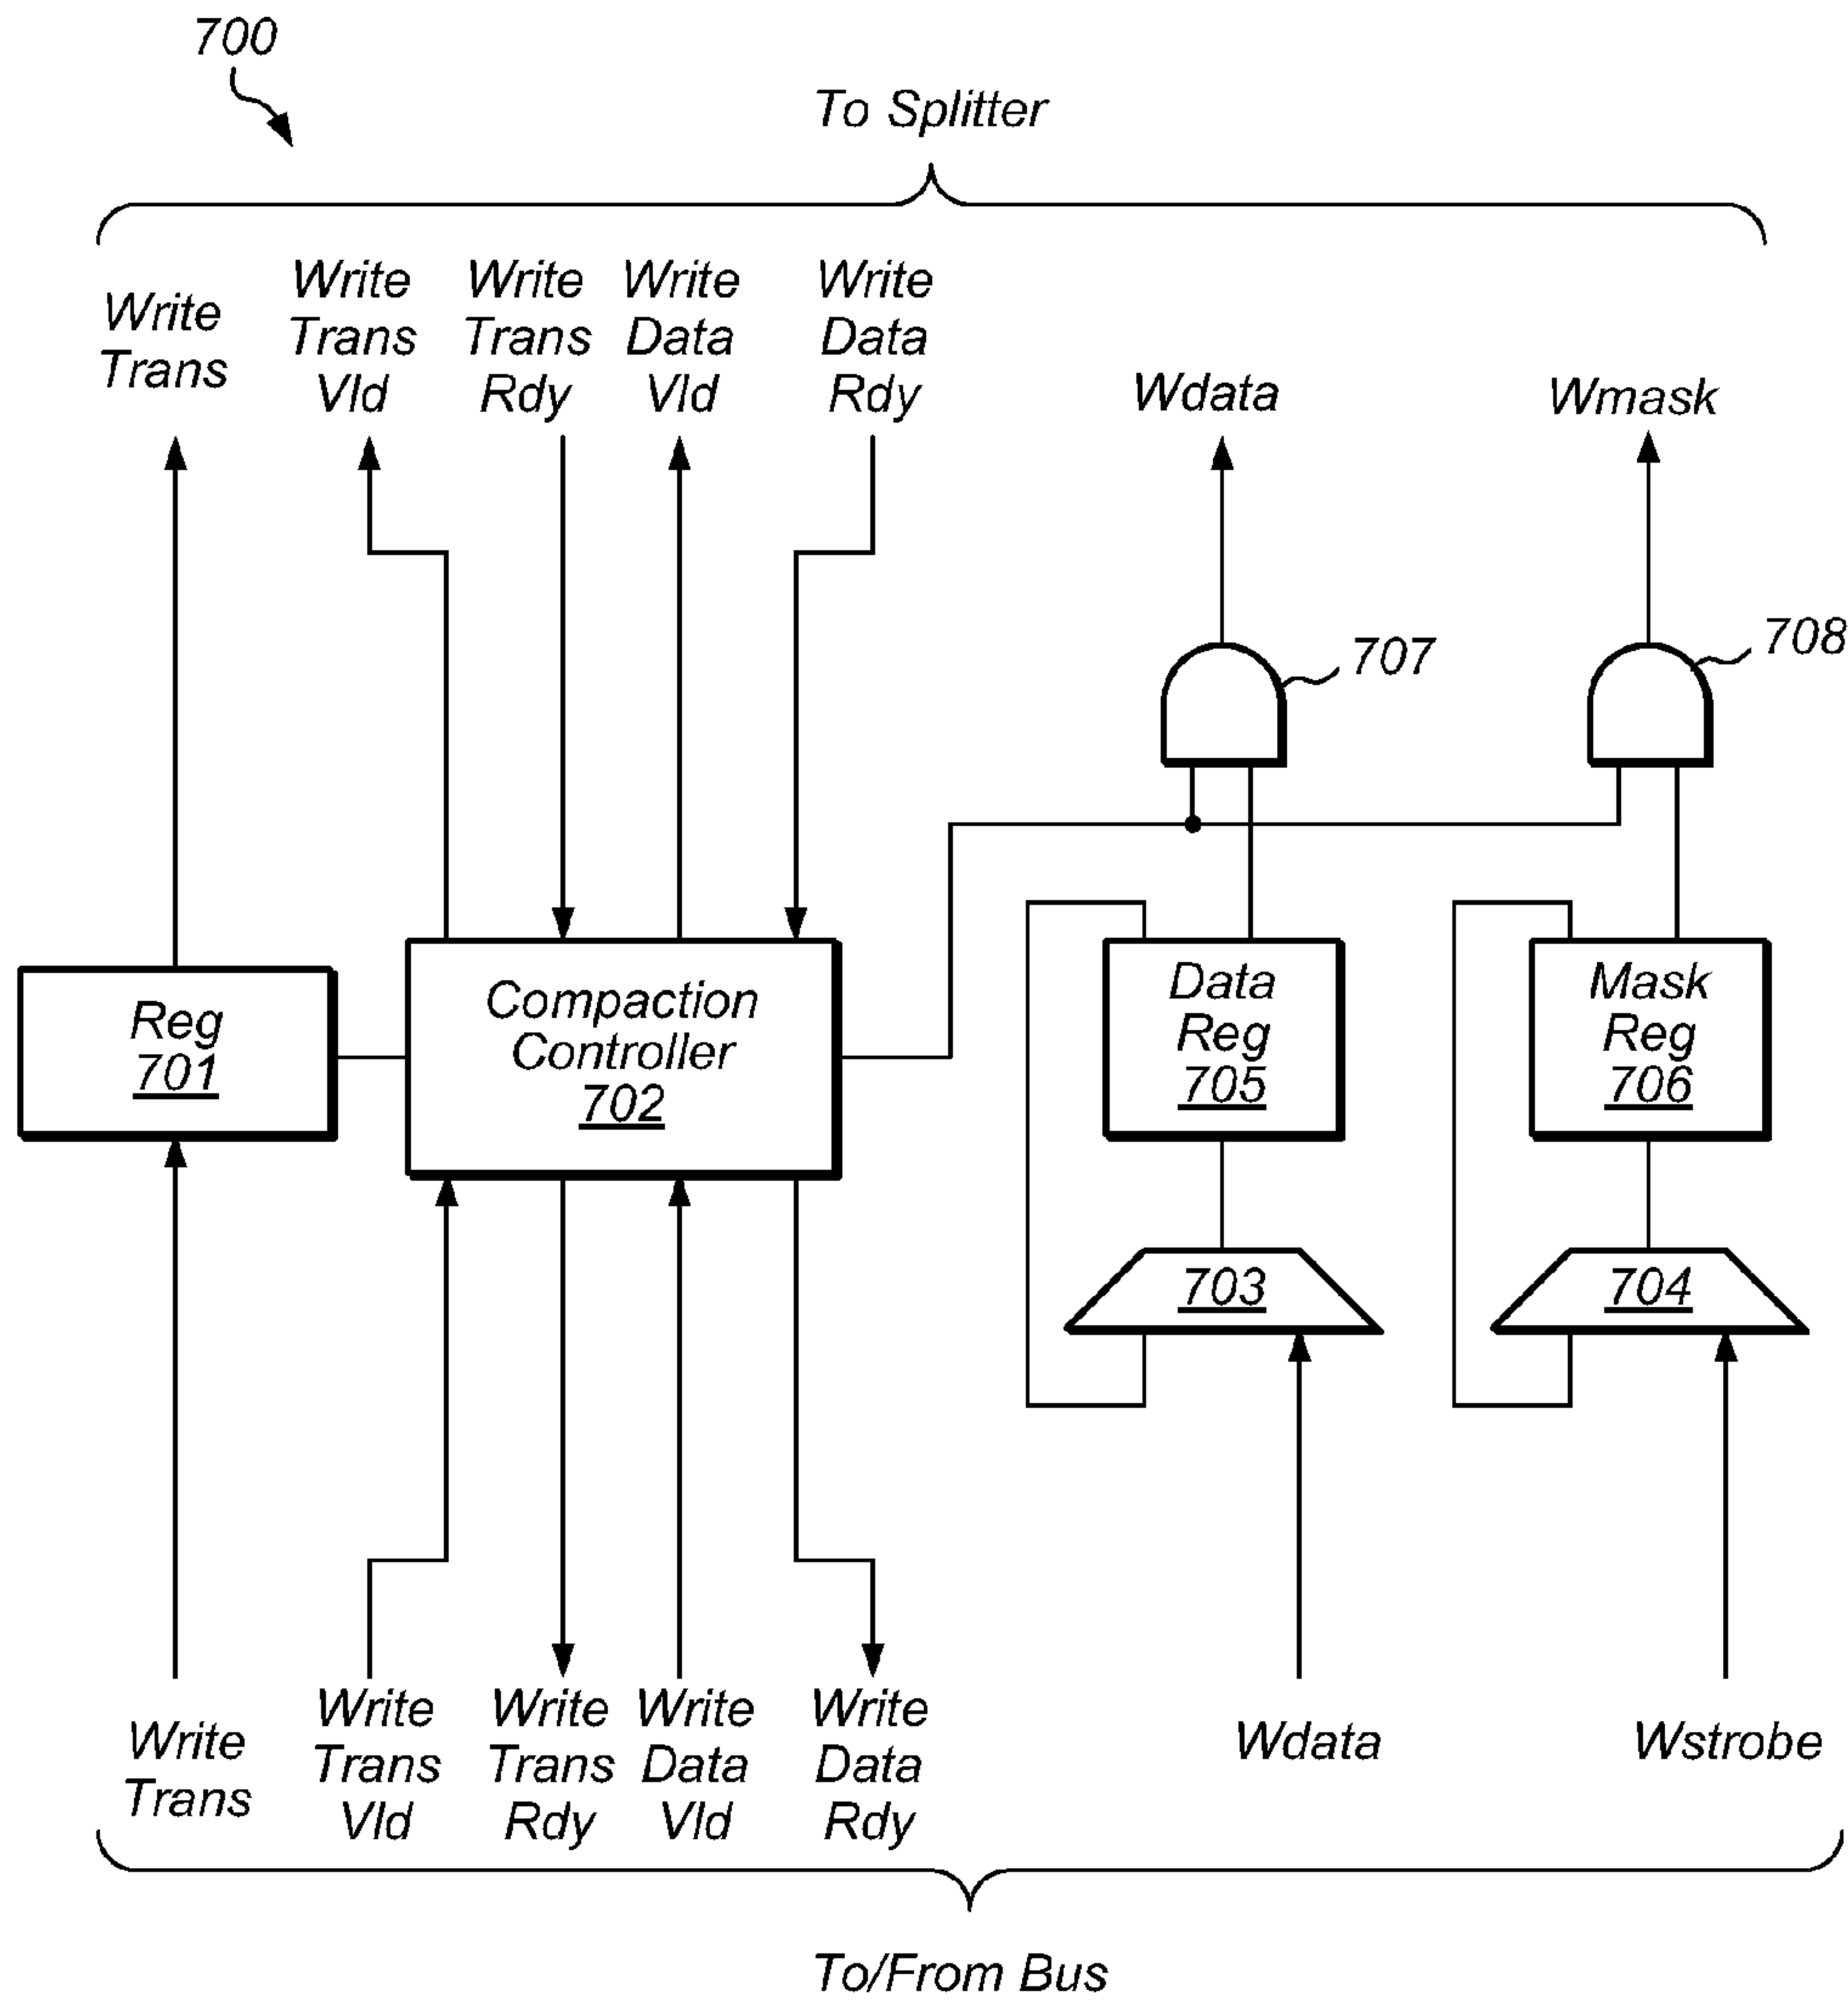 700
To Splitter
Write
Trans
Write
Trans
Vld
Write
Trans
Rdy
Write
Data
Vld
Write
Data
Rdy
Wdata
Wmask
707
708
Reg
701
Compaction
Controller
702
Data
Reg
705
Mask
Reg
706
703
704
Write
Trans
Write
Trans
Vld
Write
Trans
Rdy
Write
Data
Vld
Write
Data
Rdy
Wdata
Wstrobe
To/From Bus